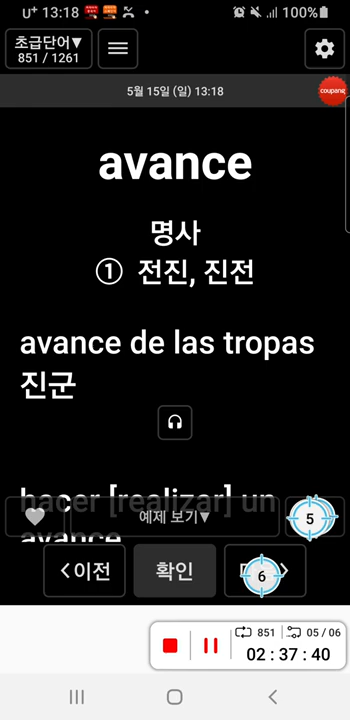 U+ 13:18 100%
초급단어▼
851 / 1261
5월 15일 (일) 13:18
coupang
avance
명사
① 전진, 진전
avance de las tropas
진군
hacer [realizar] un
avance
예제 보기▼
5
<이전
확인
6
>
851 05 / 06
02 : 37 : 40